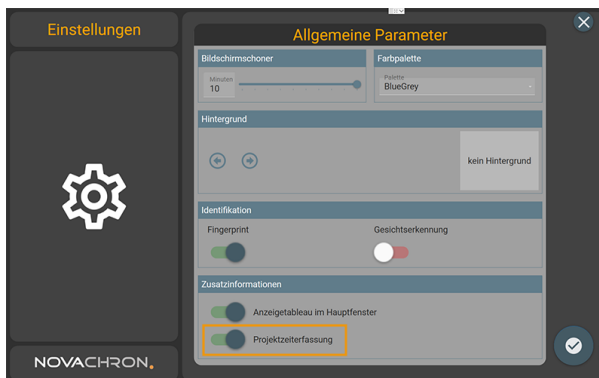 Einstellungen
Allgemeine Parameter
Bildschirmschoner
Farbpalette
Minuten
10
Palette
BlueGrey
Hintergrund
kein Hintergrund
Identifikation
Fingerprint
Gesichtserkennung
Zusatzinformationen
Anzeigetableau im Hauptfenster
Projektzeiterfassung
NOVACHRON.